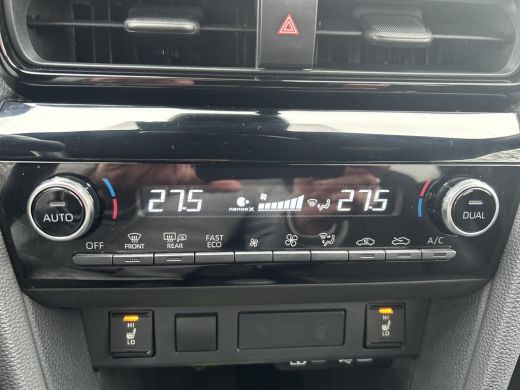 27.5 nanoe X 27.5
AUTO
DUAL
OFF FRONT REAR FAST ECO A/C
HI
LO
HI
LO